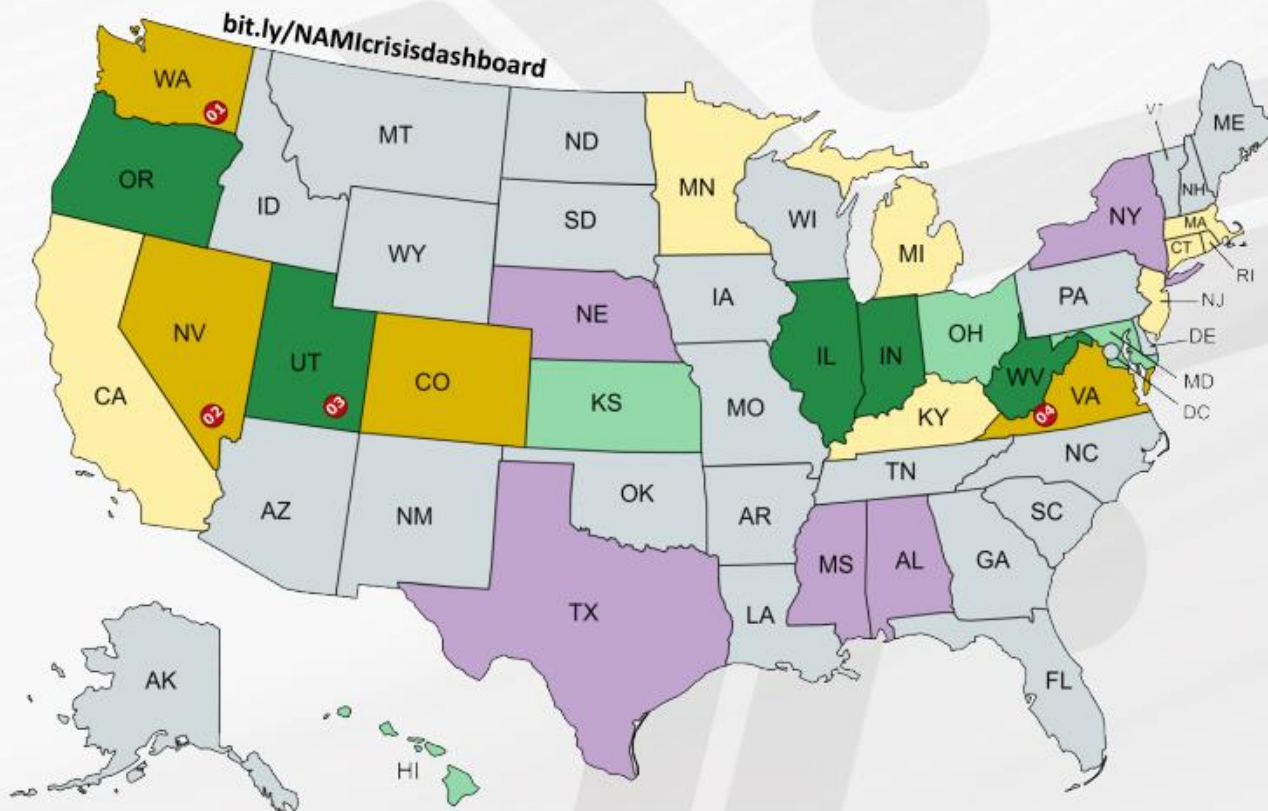 bit.ly/NAMIcrisisdashboard
WA
01
MT
ND
MN
ME
OR
ID
SD
WI
NH
NY
MA
WY
MI
CT
RI
IA
PA
NE
NJ
NV
UT
CO
IL
IN
OH
DE
CA
WV
MD
KS
MO
VA
DC
02
03
04
KY
NC
TN
OK
AZ
NM
AR
SC
MS
AL
GA
TX
LA
AK
FL
HI